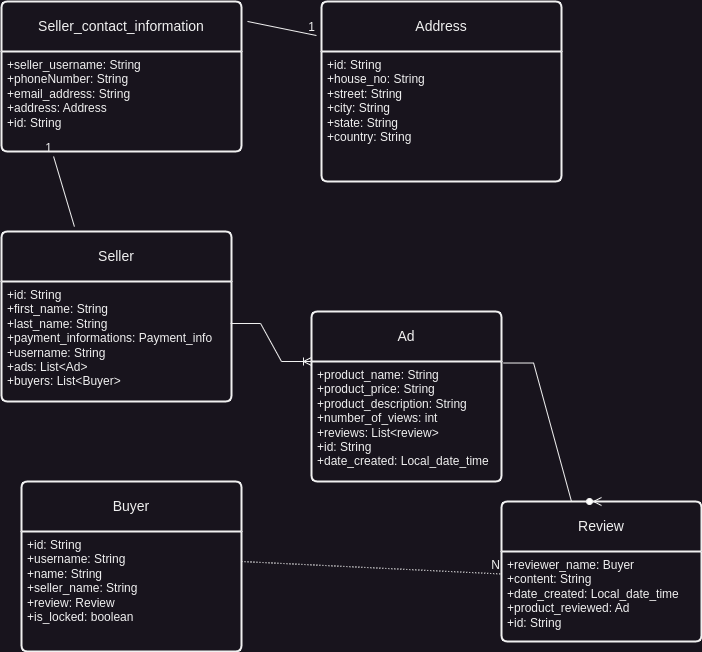 Seller_contact_information
+seller_username: String
+phoneNumber: String
+email_address: String
+address: Address
+id: String
1
1
Address
+id: String
+house_no: String
+street: String
+city: String
+state: String
+country: String
Seller
+id: String
+first_name: String
+last_name: String
+payment_informations: Payment_info
+username: String
+ads: List<Ad>
+buyers: List<Buyer>
Ad
+product_name: String
+product_price: String
+product_description: String
+number_of_views: int
+reviews: List<review>
+id: String
+date_created: Local_date_time
Buyer
+id: String
+username: String
+name: String
+seller_name: String
+review: Review
+is_locked: boolean
N
Review
+reviewer_name: Buyer
+content: String
+date_created: Local_date_time
+product_reviewed: Ad
+id: String